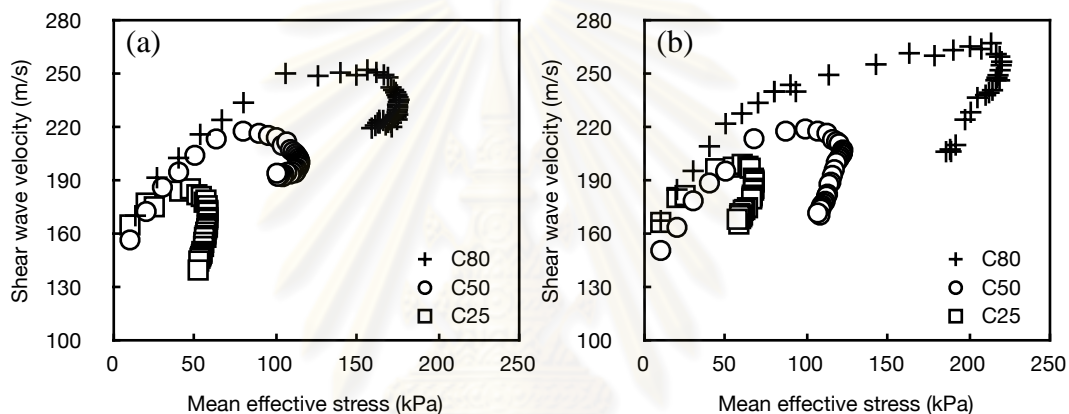 (a)
Shear wave velocity (m/s)
280
250
220
190
160
130
100
C80
C50
C25
0 50 100 150 200 250
Mean effective stress (kPa)
(b)
Shear wave velocity (m/s)
280
250
220
190
160
130
100
C80
C50
C25
0 50 100 150 200 250
Mean effective stress (kPa)